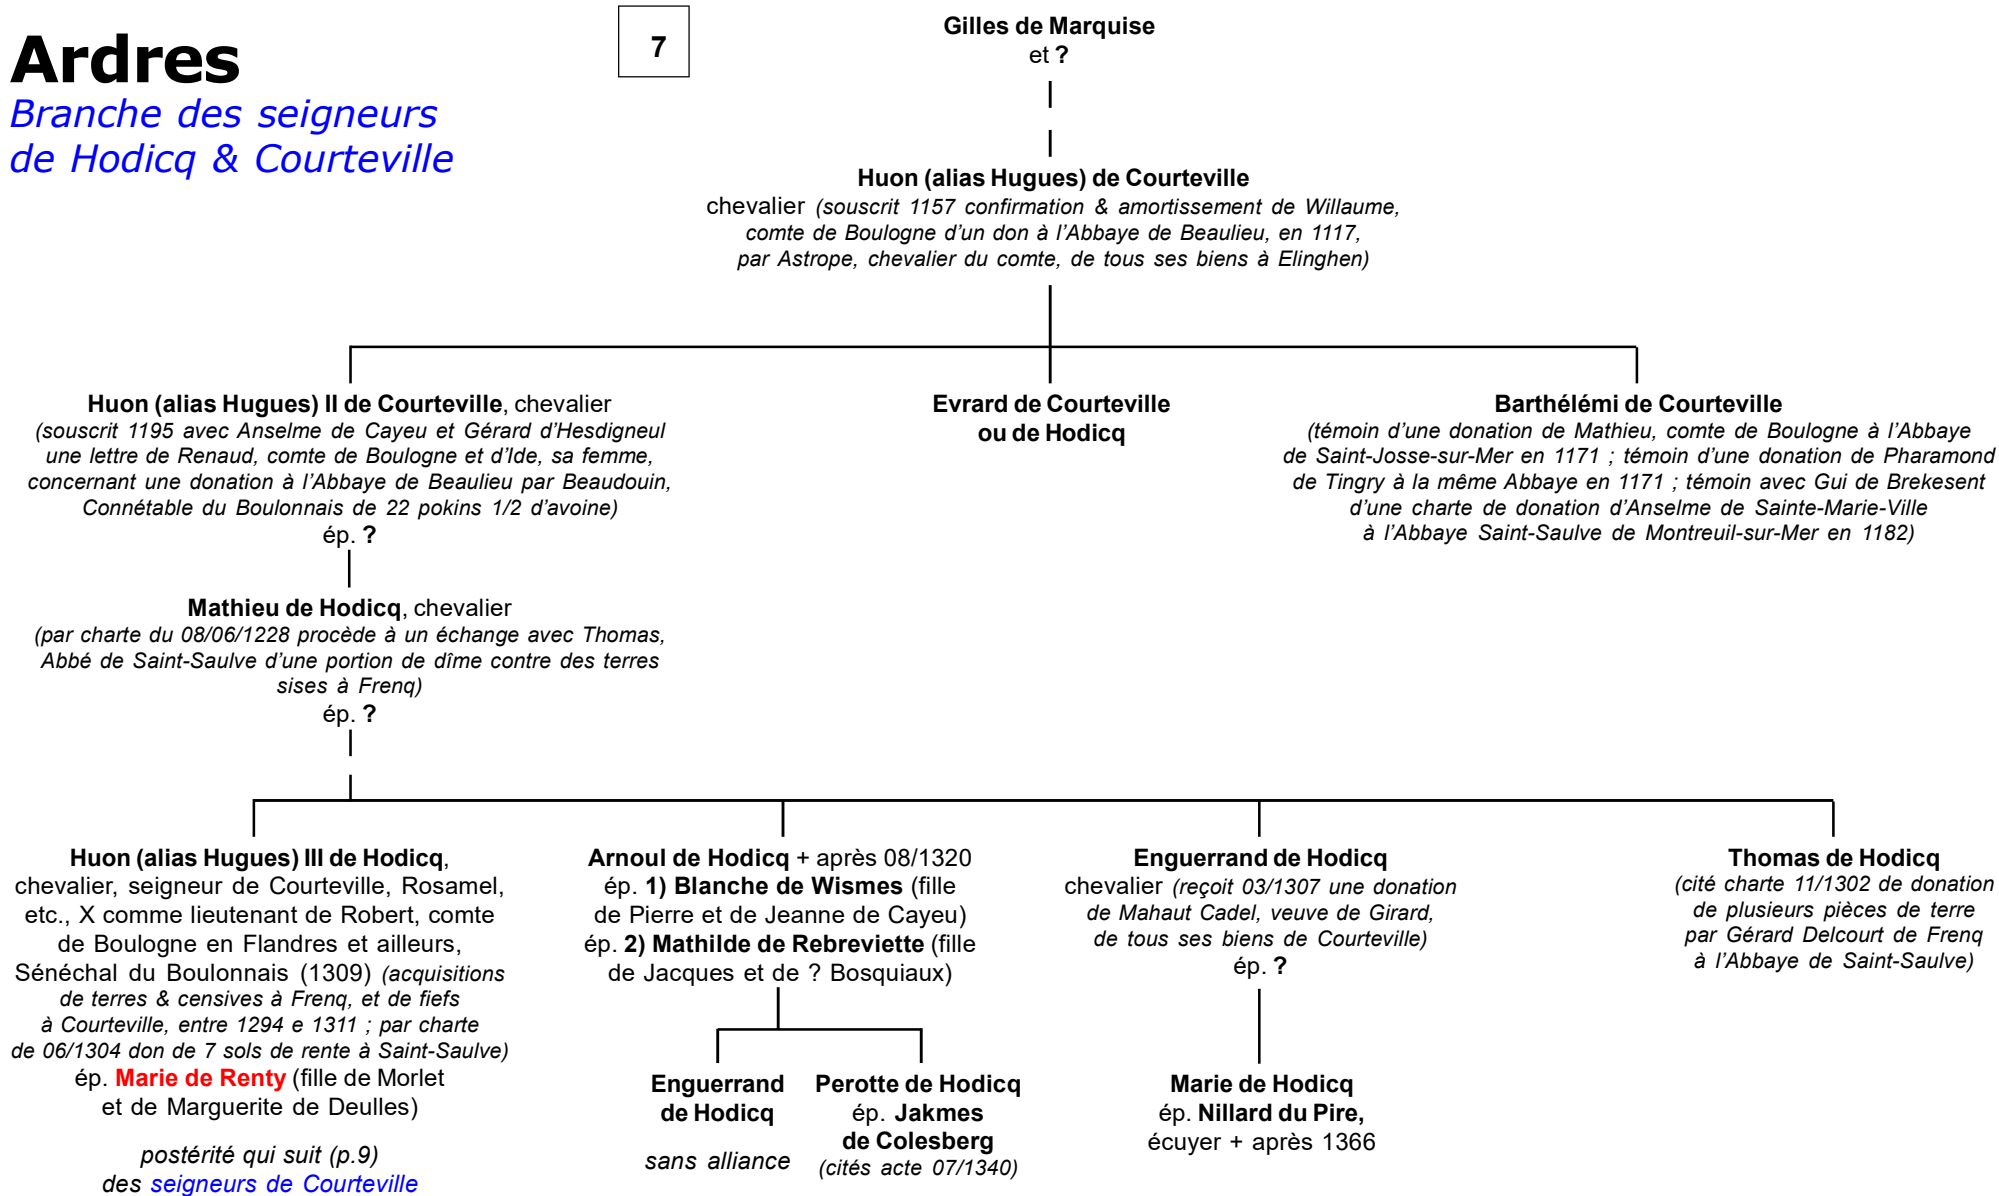 Ardres
Branche des seigneurs
de Hodicq & Courteville
7
Gilles de Marquise
et ?
Huon (alias Hugues) de Courteville
chevalier (souscrit 1157 confirmation & amortissement de Willaume,
comte de Boulogne d'un don à l'Abbaye de Beaulieu, en 1117,
par Astrope, chevalier du comte, de tous ses biens à Elinghen)
Huon (alias Hugues) II de Courteville, chevalier
(souscrit 1195 avec Anselme de Cayeu et Gérard d'Hesdigneul
une lettre de Renaud, comte de Boulogne et d'Ide, sa femme,
concernant une donation à l'Abbaye de Beaulieu par Beaudouin,
Connétable du Boulonnais de 22 pokins 1/2 d'avoine)
ép. ?
Evrard de Courteville
ou de Hodicq
Barthélémi de Courteville
(témoin d'une donation de Mathieu, comte de Boulogne à l'Abbaye
de Saint-Josse-sur-Mer en 1171 ; témoin d'une donation de Pharamond
de Tingry à la même Abbaye en 1171 ; témoin avec Gui de Brekesent
d'une charte de donation d'Anselme de Sainte-Marie-Ville
à l'Abbaye Saint-Saulve de Montreuil-sur-Mer en 1182)
Mathieu de Hodicq, chevalier
(par charte du 08/06/1228 procède à un échange avec Thomas,
Abbé de Saint-Saulve d'une portion de dîme contre des terres
sises à Frenq)
ép. ?
Huon (alias Hugues) III de Hodicq,
chevalier, seigneur de Courteville, Rosamel,
etc., X comme lieutenant de Robert, comte
de Boulogne en Flandres et ailleurs,
Sénéchal du Boulonnais (1309) (acquisitions
de terres & censives à Frenq, et de fiefs
à Courteville, entre 1294 e 1311 ; par charte
de 06/1304 don de 7 sols de rente à Saint-Saulve)
ép. Marie de Renty (fille de Morlet
et de Marguerite de Deulles)
postérité qui suit (p.9)
des seigneurs de Courteville
Arnoul de Hodicq + après 08/1320
ép. 1) Blanche de Wismes (fille
de Pierre et de Jeanne de Cayeu)
ép. 2) Mathilde de Rebreviette (fille
de Jacques et de ? Bosquiaux)
Enguerrand
de Hodicq
sans alliance
Perotte de Hodicq
ép. Jakmes
de Colesberg
(cités acte 07/1340)
Enguerrand de Hodicq
chevalier (reçoit 03/1307 une donation
de Mahaut Cadel, veuve de Girard,
de tous ses biens de Courteville)
ép. ?
Marie de Hodicq
ép. Nillard du Pire,
écuyer + après 1366
Thomas de Hodicq
(cité charte 11/1302 de donation
de plusieurs pièces de terre
par Gérard Delcourt de Frenq
à l'Abbaye de Saint-Saulve)